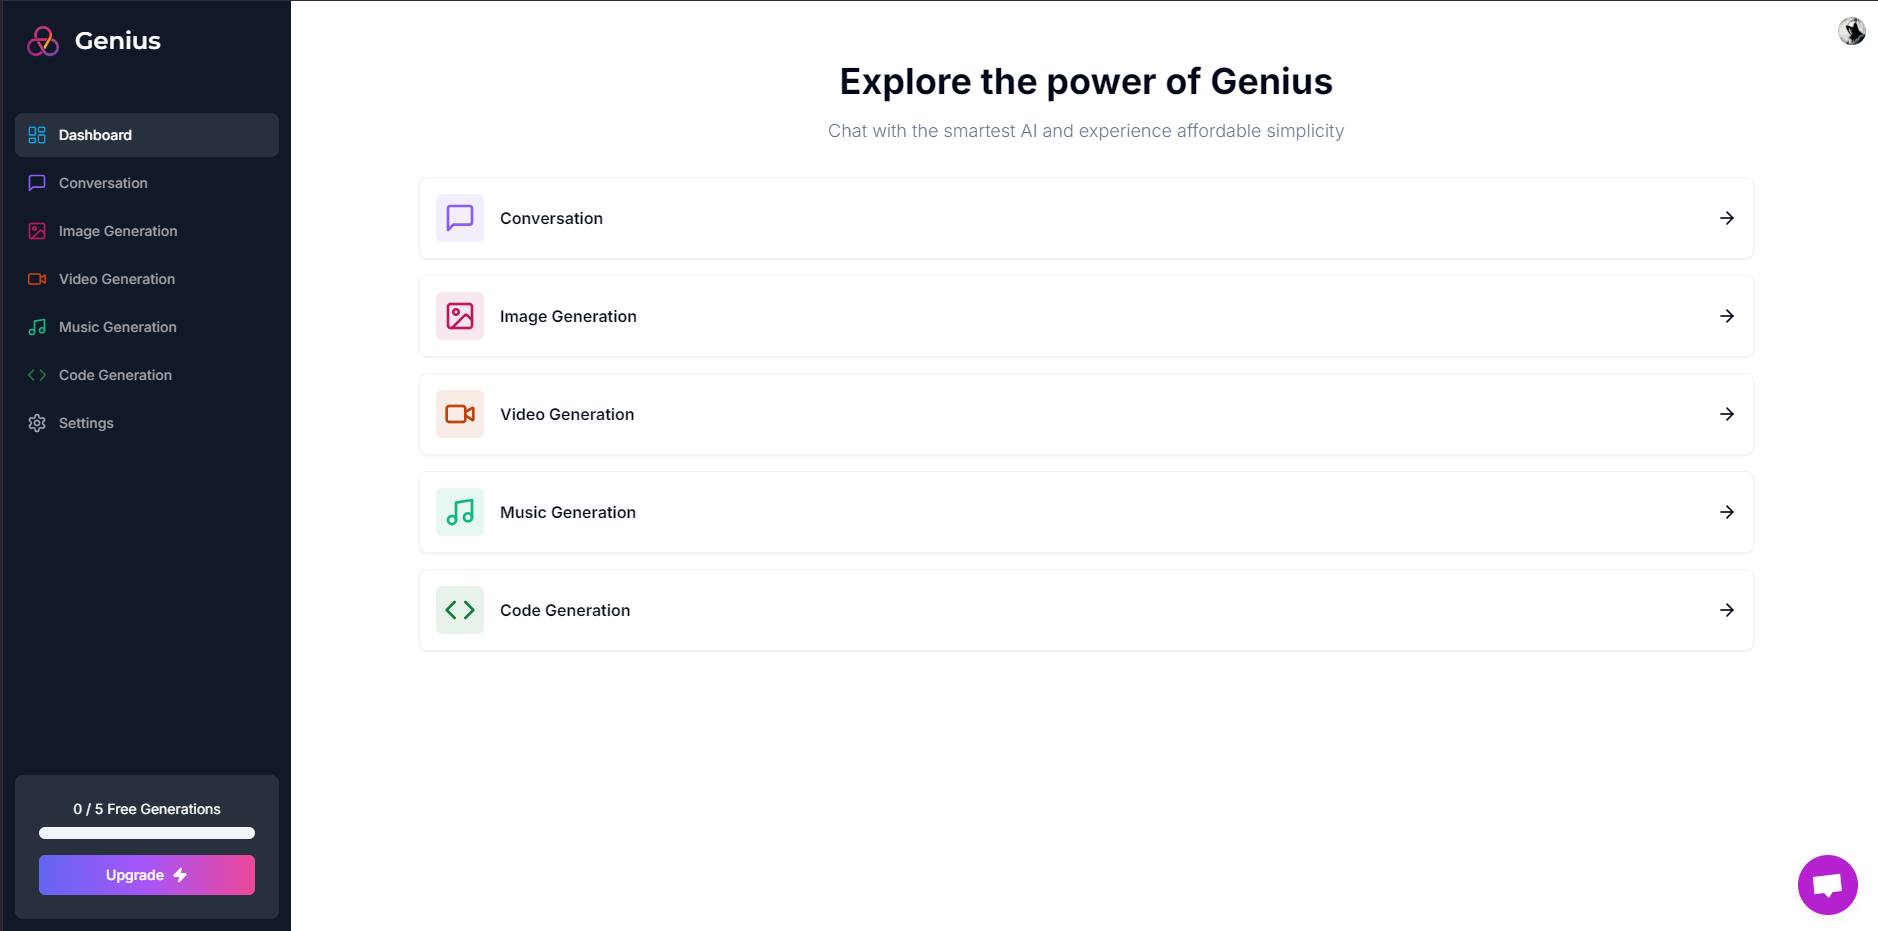 Genius
Dashboard
Conversation
Image Generation
Video Generation
Music Generation
Code Generation
Settings
0 / 5 Free Generations
Upgrade
Explore the power of Genius
Chat with the smartest AI and experience affordable simplicity
Conversation
Image Generation
Video Generation
Music Generation
Code Generation